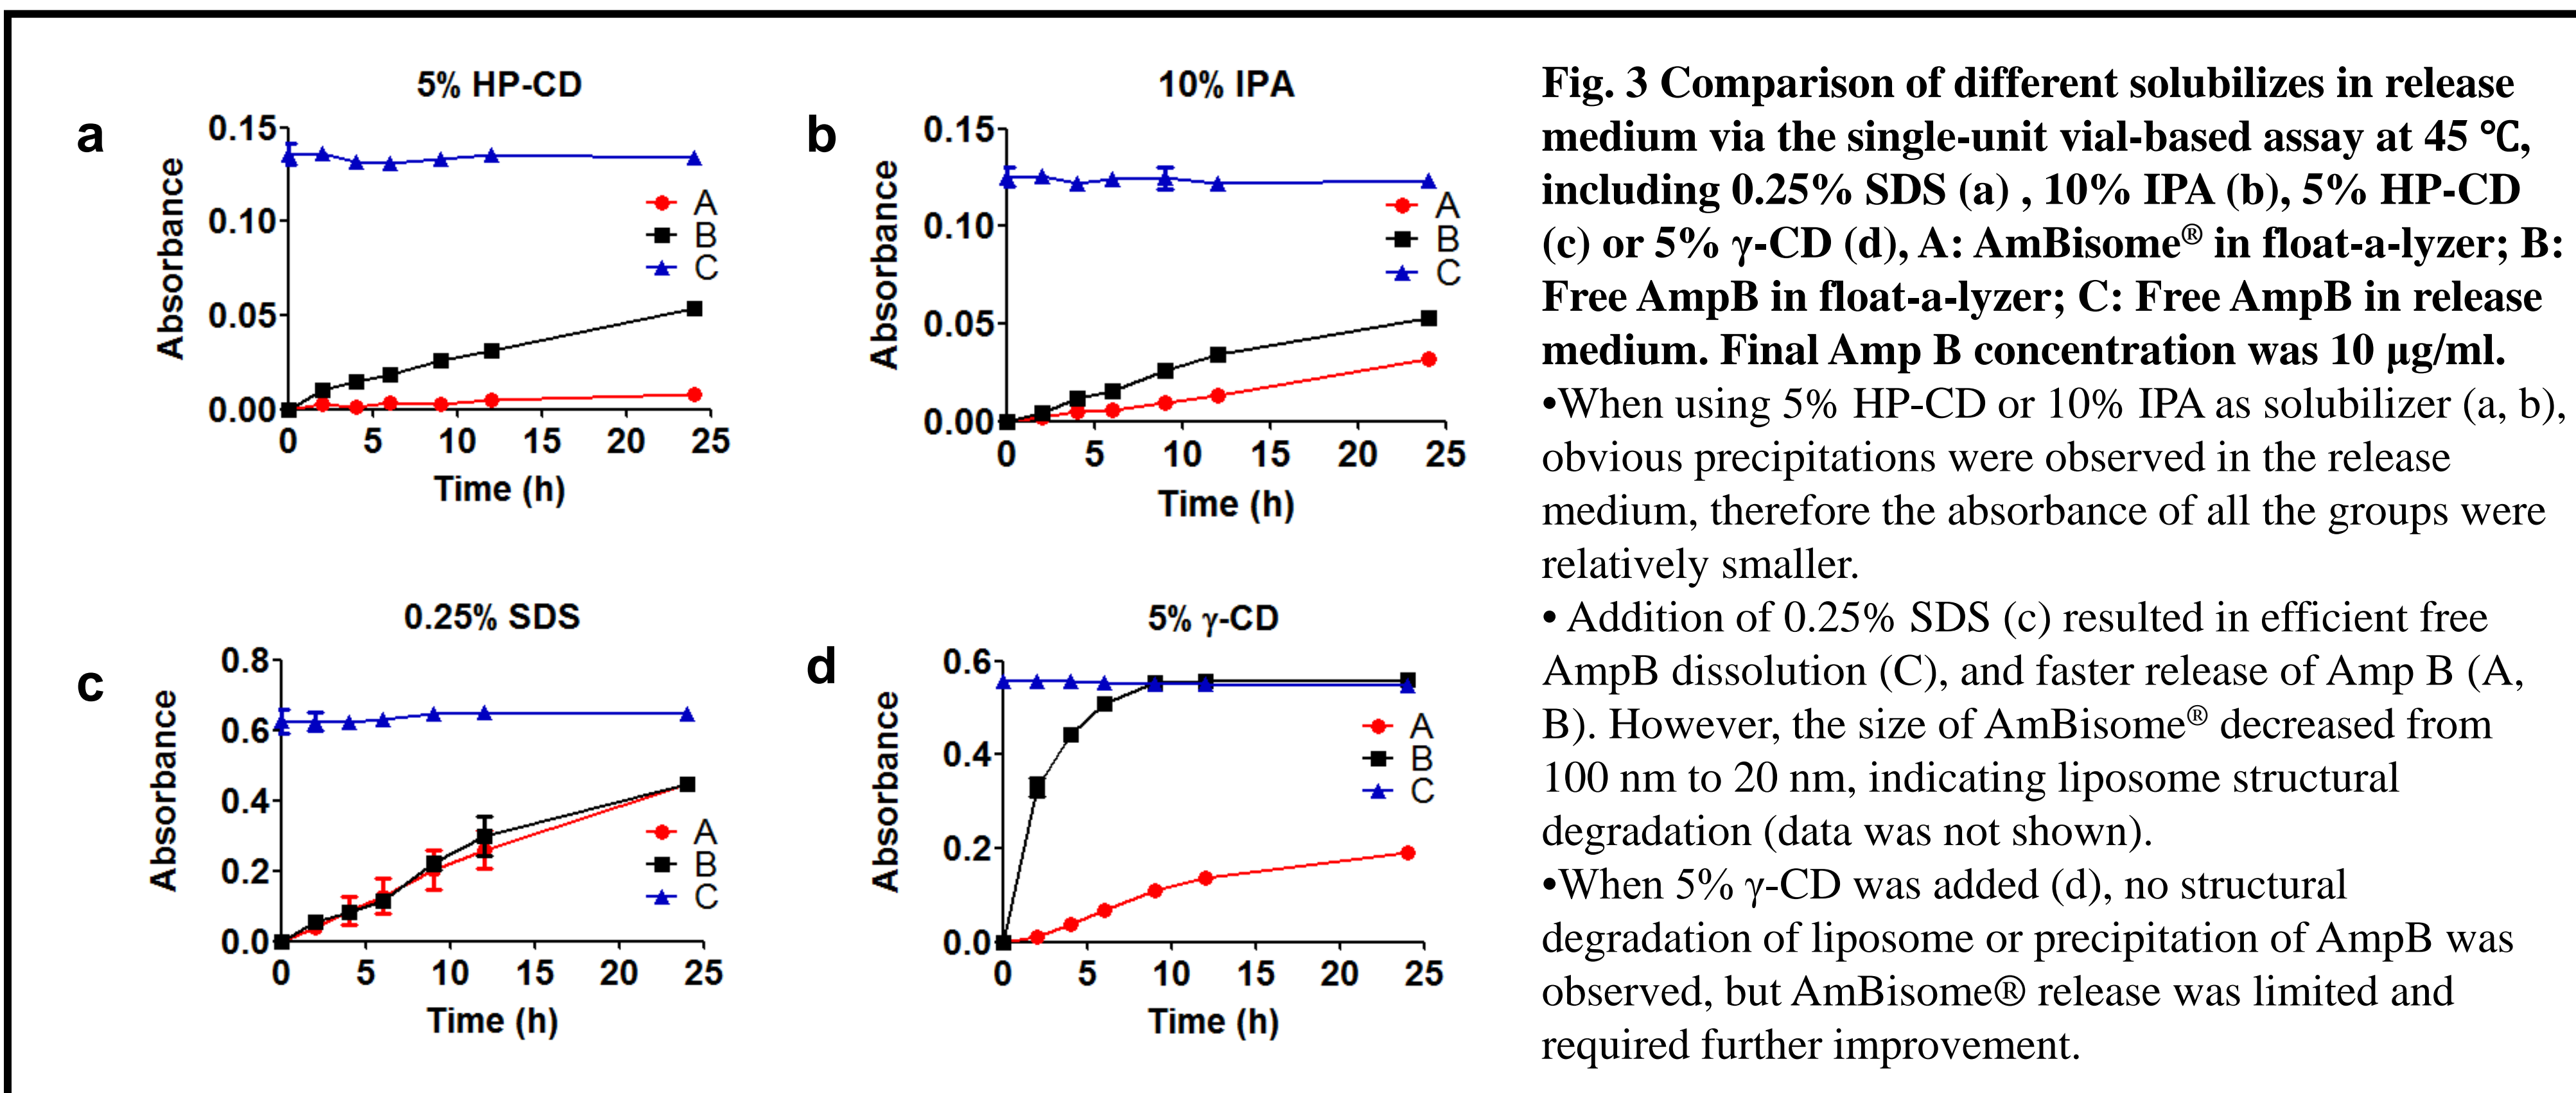 5% HP-CD
a
Absorbance
0.15
0.10
0.05
0.00
0 5 10 15 20 25
Time (h)
A
B
C
10% IPA
b
Absorbance
0.15
0.10
0.05
0.00
0 5 10 15 20 25
Time (h)
A
B
C
0.25% SDS
c
Absorbance
0.8
0.6
0.4
0.2
0.0
0 5 10 15 20 25
Time (h)
A
B
C
5% γ-CD
d
Absorbance
0.6
0.4
0.2
0.0
0 5 10 15 20 25
Time (h)
A
B
C
Fig. 3 Comparison of different solubilizes in release
medium via the single-unit vial-based assay at 45 ℃,
including 0.25% SDS (a) , 10% IPA (b), 5% HP-CD
(c) or 5% γ-CD (d), A: AmBisome® in float-a-lyzer; B:
Free AmpB in float-a-lyzer; C: Free AmpB in release
medium. Final Amp B concentration was 10 μg/ml.
•When using 5% HP-CD or 10% IPA as solubilizer (a, b),
obvious precipitations were observed in the release
medium, therefore the absorbance of all the groups were
relatively smaller.
• Addition of 0.25% SDS (c) resulted in efficient free
AmpB dissolution (C), and faster release of Amp B (A,
B). However, the size of AmBisome® decreased from
100 nm to 20 nm, indicating liposome structural
degradation (data was not shown).
•When 5% γ-CD was added (d), no structural
degradation of liposome or precipitation of AmpB was
observed, but AmBisome® release was limited and
required further improvement.